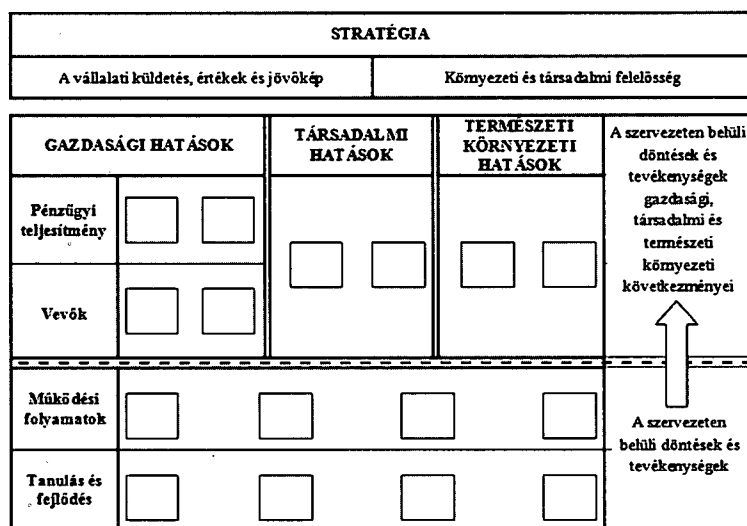 STRATÉGIA
A vállalati küldetés, értékek és jövőkép
Környezeti és társadalmi felelősség
GAZDASÁGI HATÁSOK
TÁRSADALMI
HATÁSOK
TERMÉSZETI
KÖRNYEZETI
HATÁSOK
A szervezeten belüli
döntések és
tevékenységek
gazdasági,
társadalmi és
természeti
környezeti
következményei
Pénzügyi
teljesítmény
Vevők
Működési
folyamatok
A szervezeten
belüli döntések és
tevékenységek
Tanulás és
fejlődés